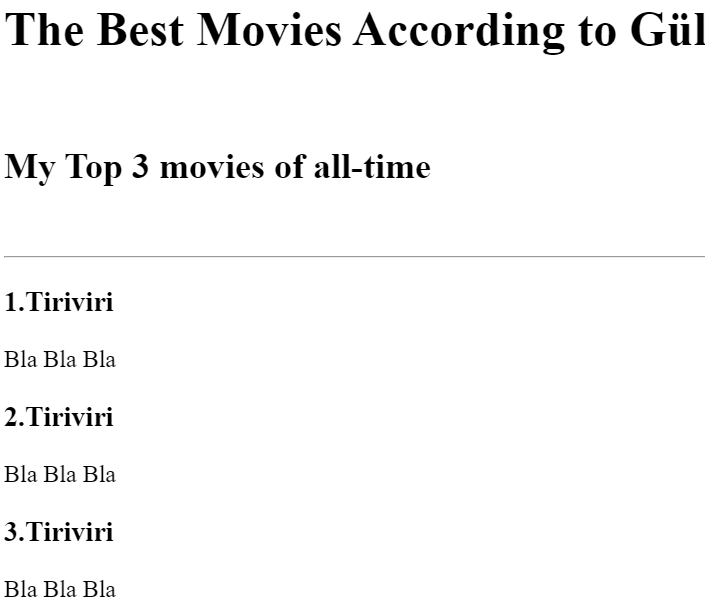 The Best Movies According to Gül
My Top 3 movies of all-time
1.Tiriviri
Bla Bla Bla
2.Tiriviri
Bla Bla Bla
3.Tiriviri
Bla Bla Bla